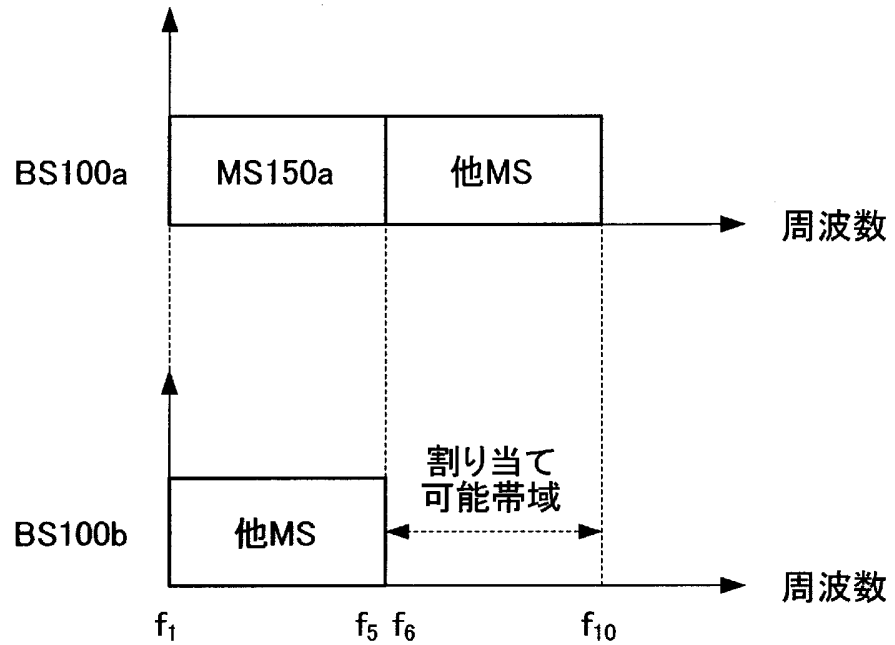 BS100a
MS150a
他MS
周波数
割り当て
可能帯域
BS100b
他MS
周波数
f₁
f₅
f₆
f₁₀